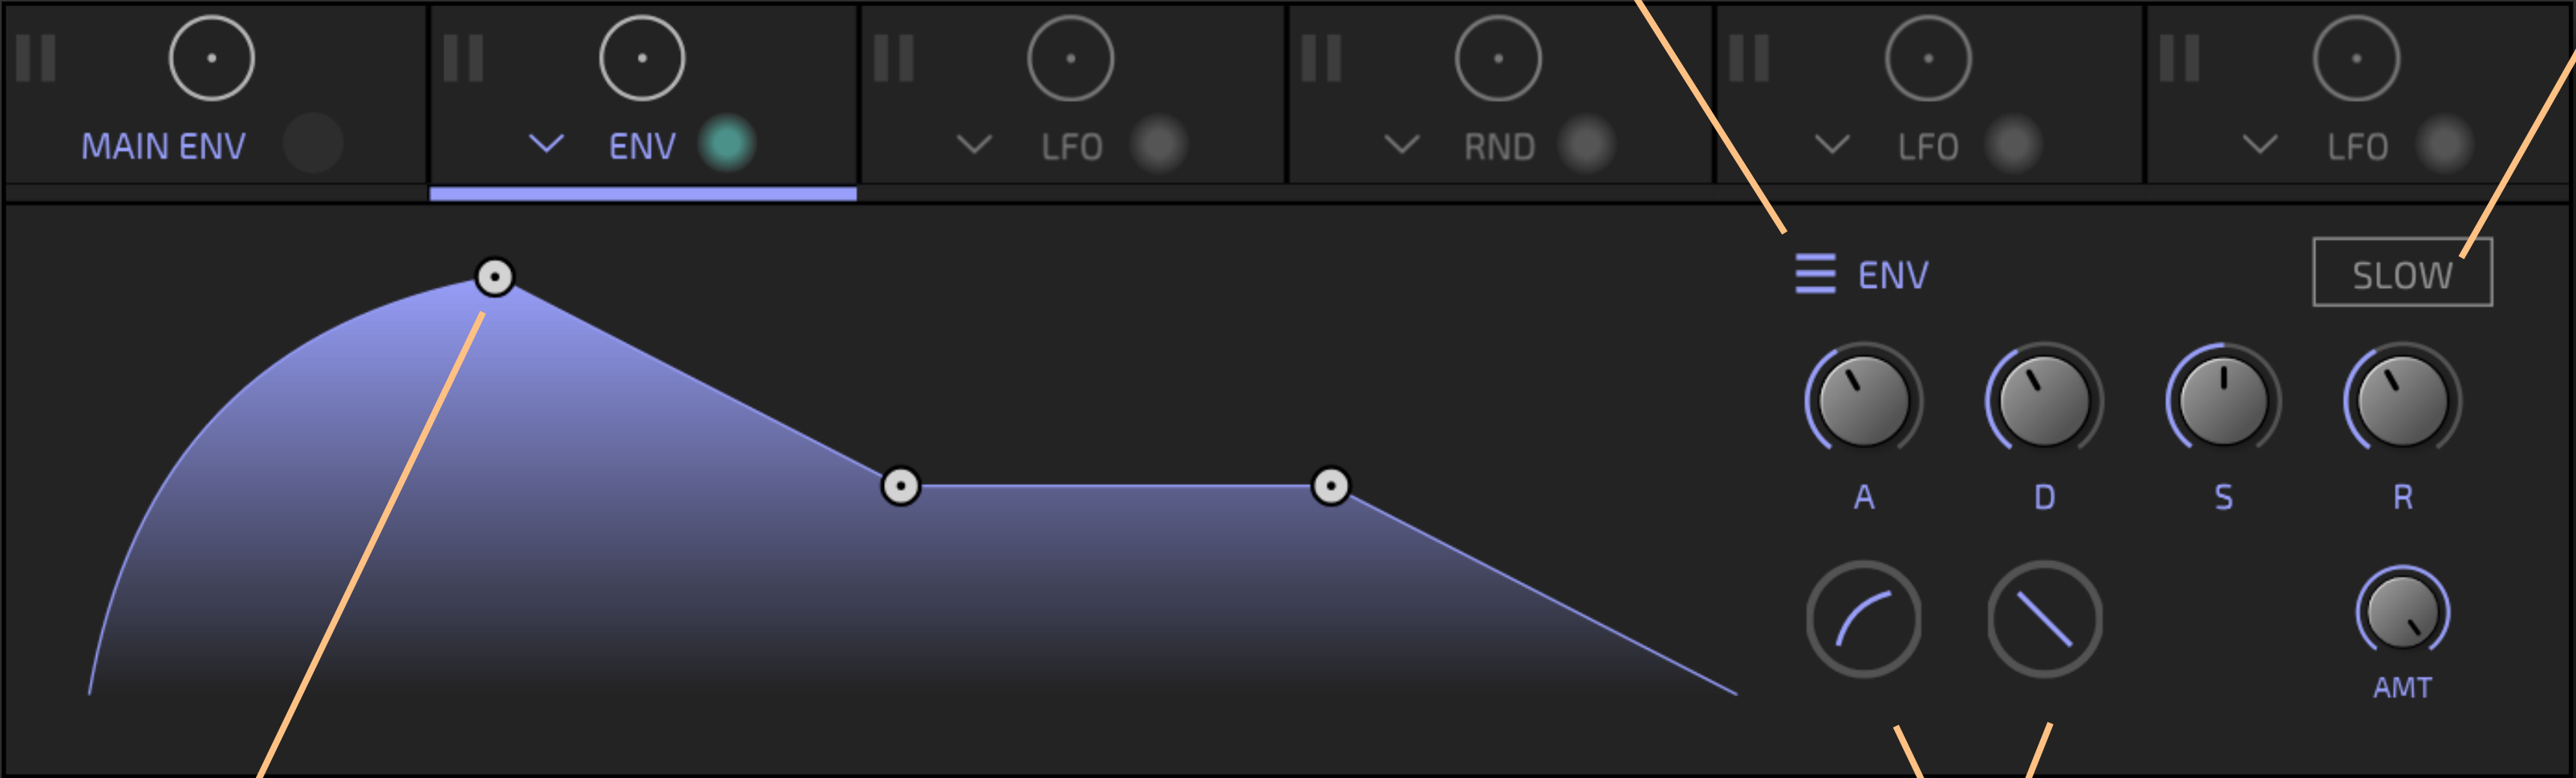 MAIN ENV
ENV
LFO
RND
LFO
LFO
ENV
SLOW
A
D
S
R
AMT